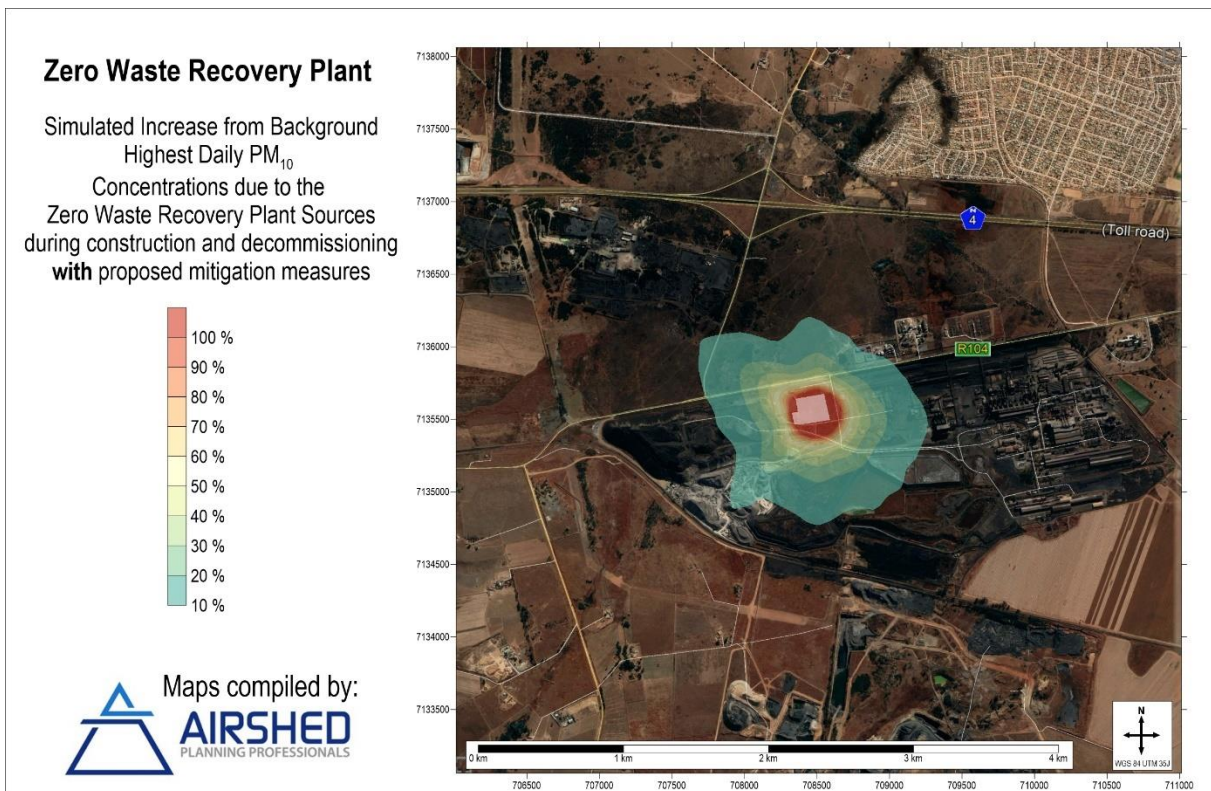 Zero Waste Recovery Plant
Simulated Increase from Background
Highest Daily PM₁₀
Concentrations due to the
Zero Waste Recovery Plant Sources
during construction and decommissioning
with proposed mitigation measures
100 %
90 %
80 %
70 %
60 %
50 %
40 %
30 %
20 %
10 %
Maps compiled by:
AIRSHED
PLANNING PROFESSIONALS
7138000
7137500
7137000
7136500
7136000
7135500
7135000
7134500
7134000
7133500
N
4
(Toll road)
R104
0 km
1 km
2 km
3 km
4 km
N
WGS 84 UTM 35J
706500
707000
707500
708000
708500
709000
709500
710000
710500
711000